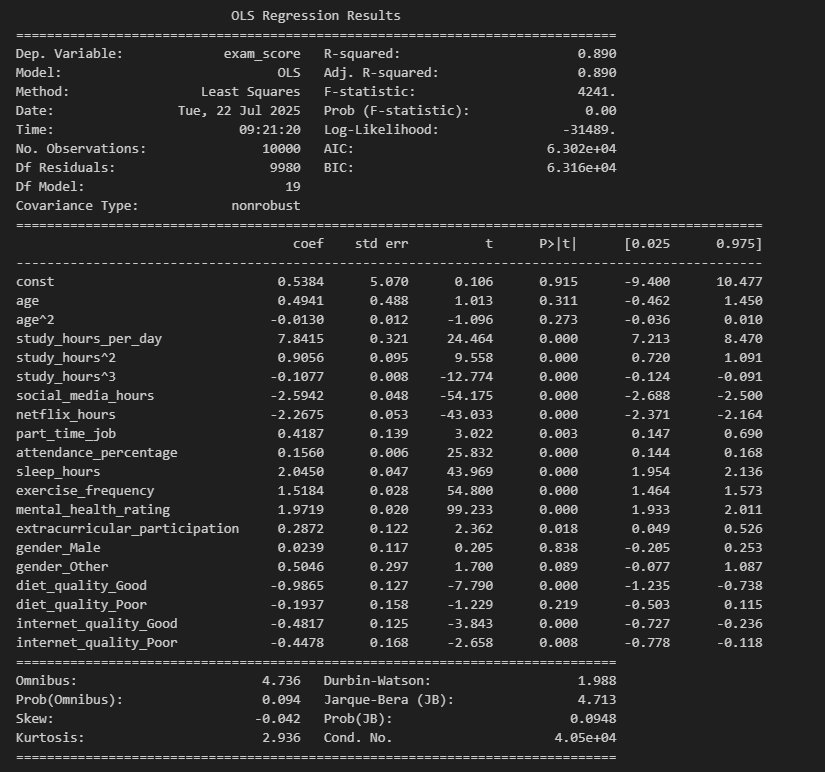 OLS Regression Results
==============================================================================
Dep. Variable:             exam_score   R-squared:                       0.890
Model:                            OLS   Adj. R-squared:                  0.890
Method:                 Least Squares   F-statistic:                     4241.
Date:                Tue, 22 Jul 2025   Prob (F-statistic):               0.00
Time:                        09:21:20   Log-Likelihood:                -31489.
No. Observations:               10000   AIC:                         6.302e+04
Df Residuals:                    9980   BIC:                         6.316e+04
Df Model:                          19
Covariance Type:            nonrobust
=================================================================================================
                                    coef    std err          t      P>|t|      [0.025      0.975]
-------------------------------------------------------------------------------------------------
const                             0.5384      5.070      0.106      0.915      -9.400      10.477
age                               0.4941      0.488      1.013      0.311      -0.462       1.450
age^2                            -0.0130      0.012     -1.096      0.273      -0.036       0.010
study_hours_per_day               7.8415      0.321     24.464      0.000       7.213       8.470
study_hours^2                     0.9056      0.095      9.558      0.000       0.720       1.091
study_hours^3                    -0.1077      0.008    -12.774      0.000      -0.124      -0.091
social_media_hours               -2.5942      0.048    -54.175      0.000      -2.688      -2.500
netflix_hours                    -2.2675      0.053    -43.033      0.000      -2.371      -2.164
part_time_job                     0.4187      0.139      3.022      0.003       0.147       0.690
attendance_percentage             0.1560      0.006     25.832      0.000       0.144       0.168
sleep_hours                       2.0450      0.047     43.969      0.000       1.954       2.136
exercise_frequency                1.5184      0.028     54.800      0.000       1.464       1.573
mental_health_rating              1.9719      0.020     99.233      0.000       1.933       2.011
extracurricular_participation     0.2872      0.122      2.362      0.018       0.049       0.526
gender_Male                       0.0239      0.117      0.205      0.838      -0.205       0.253
gender_Other                      0.5046      0.297      1.700      0.089      -0.077       1.087
diet_quality_Good                -0.9865      0.127     -7.790      0.000      -1.235      -0.738
diet_quality_Poor                -0.1937      0.158     -1.229      0.219      -0.503       0.115
internet_quality_Good            -0.4817      0.125     -3.843      0.000      -0.727      -0.236
internet_quality_Poor            -0.4478      0.168     -2.658      0.008      -0.778      -0.118
==============================================================================
Omnibus:                        4.736   Durbin-Watson:                   1.988
Prob(Omnibus):                  0.094   Jarque-Bera (JB):                4.713
Skew:                          -0.042   Prob(JB):                       0.0948
Kurtosis:                       2.936   Cond. No.                     4.05e+04
==============================================================================